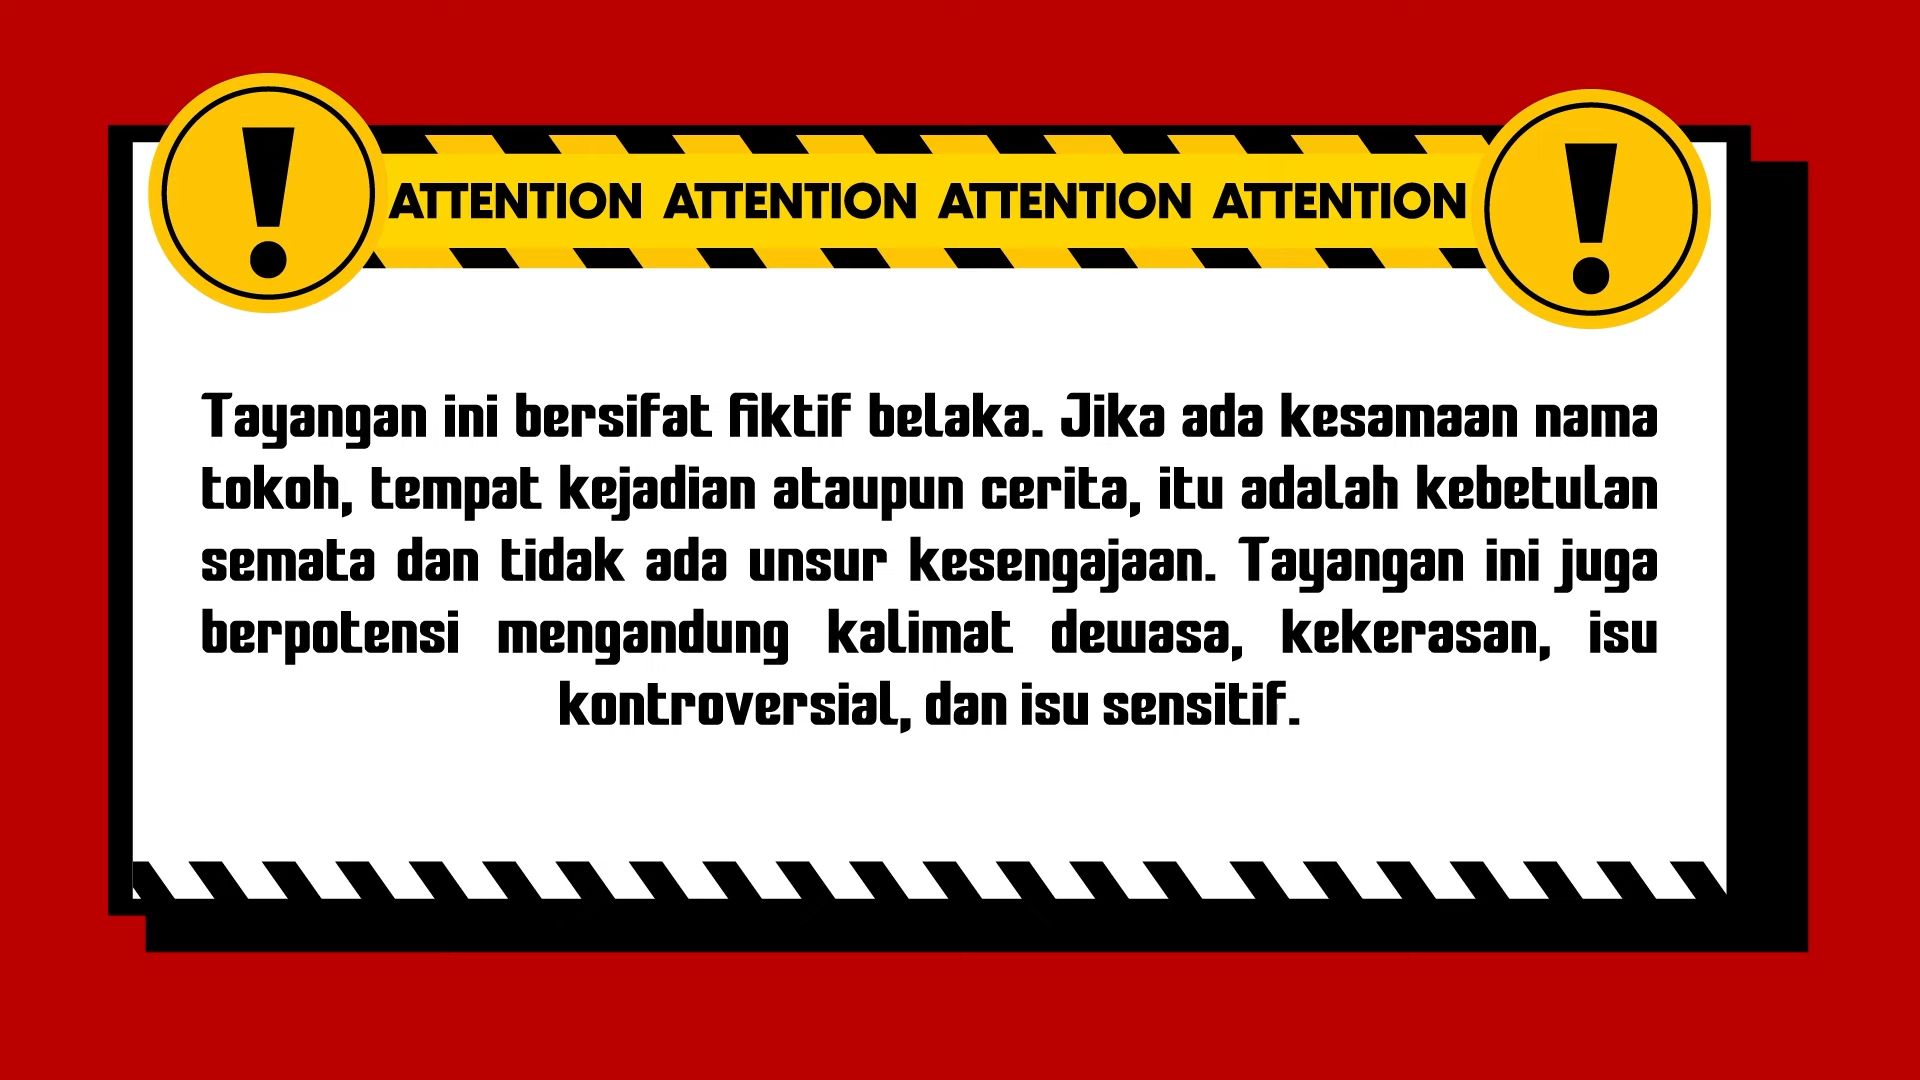 ATTENTION ATTENTION ATTENTION ATTENTION
Tayangan ini bersifat fiktif belaka. Jika ada kesamaan nama
tokoh, tempat kejadian ataupun cerita, itu adalah kebetulan
semata dan tidak ada unsur kesengajaan. Tayangan ini juga
berpotensi mengandung kalimat dewasa, kekerasan, isu
kontroversial, dan isu sensitif.